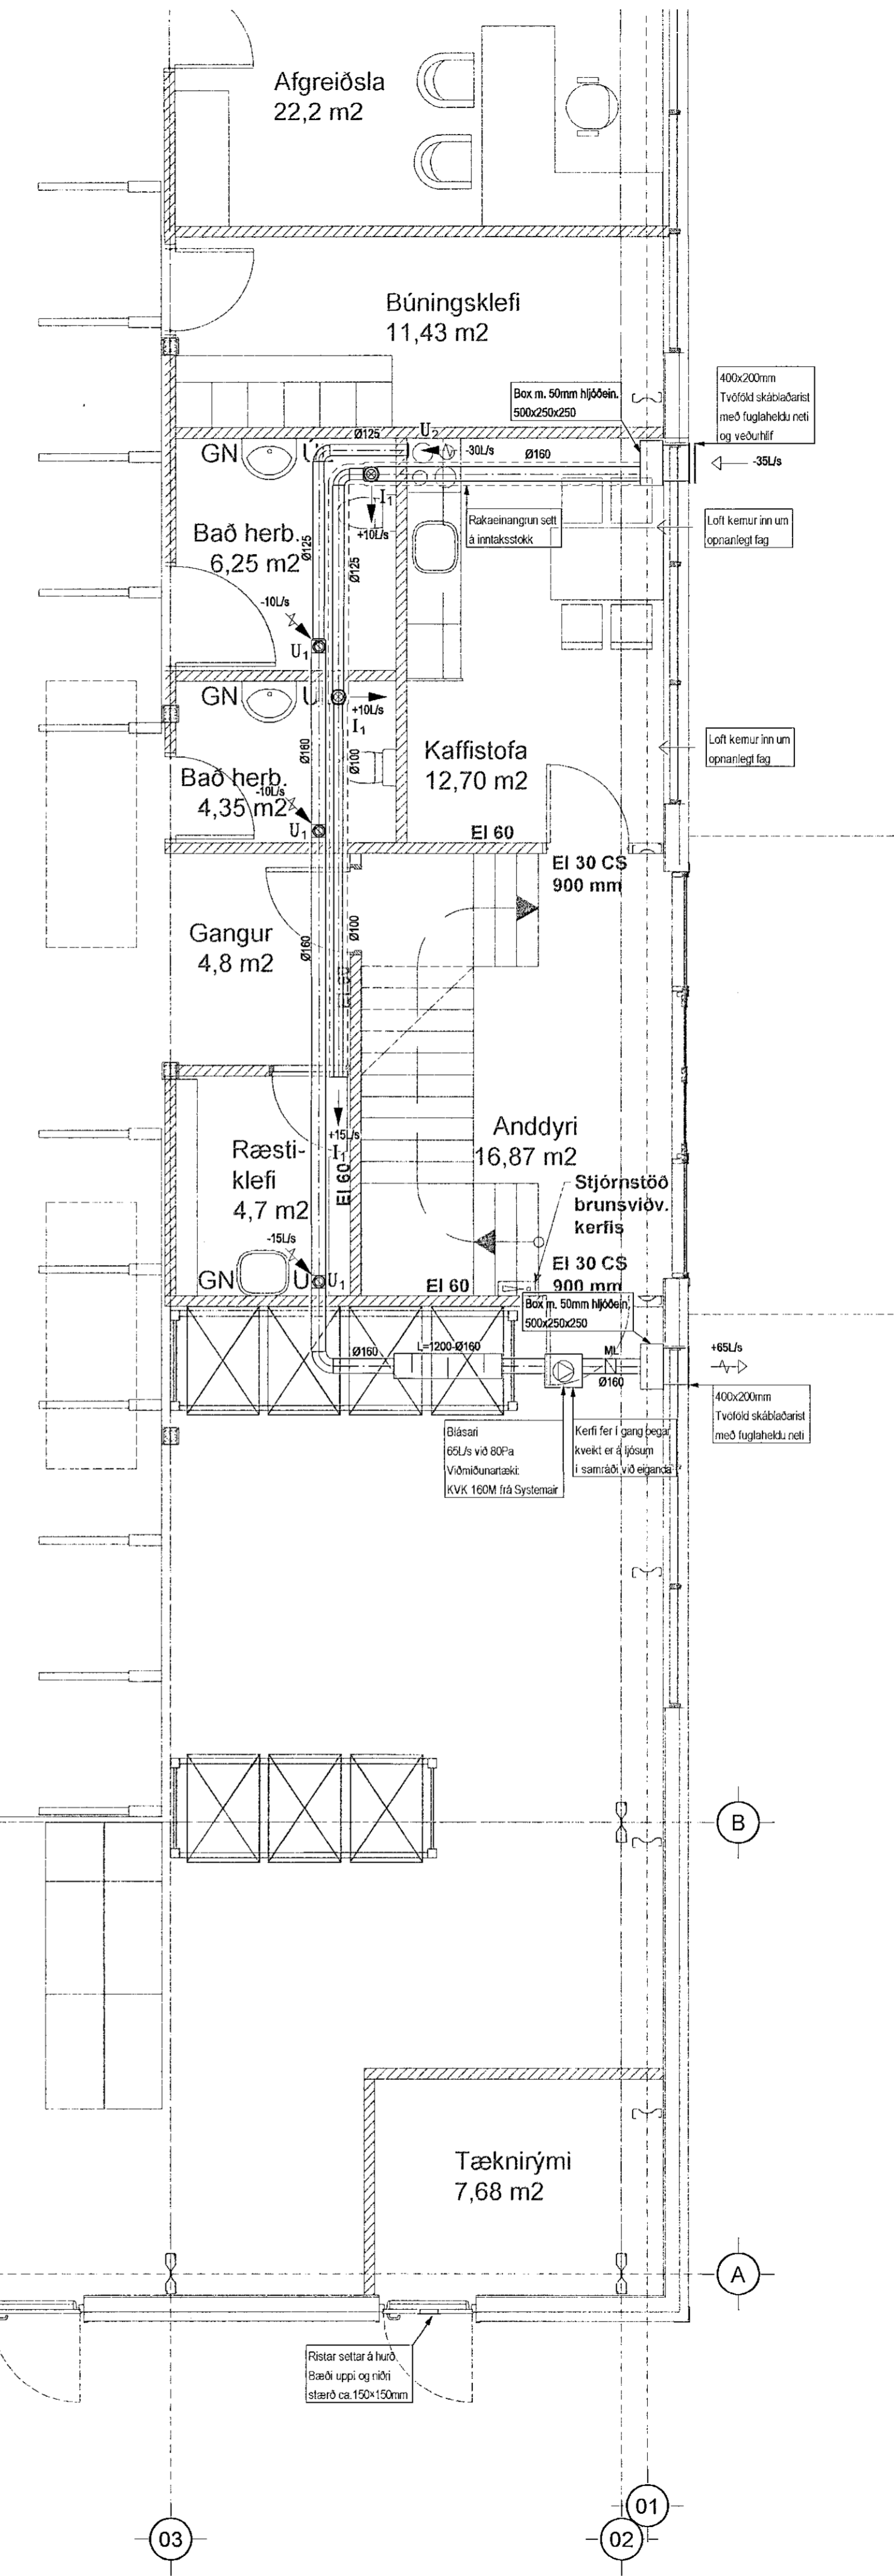 Afgreiðsla
22,2 m2
Búningsklefi
11,43 m2
Box m. 50mm hljóðein.
500x250x250
400x200mm
Tvöföld skáblaðarist
með fuglaheldu neti
og veðurhlíf
Ø125
U2
GN
U
-30L/s
Ø160
-35L/s
I1
Rakaeinangrun sett
á inntaksstokk
Loft kemur inn um
opnanlegt fag
+10L/s
Bað herb.
6,25 m2
Ø125
Ø125
-10L/s
U1
GN
U
+10L/s
I1
Loft kemur inn um
opnanlegt fag
Kaffistofa
12,70 m2
Ø160
Ø100
Bað herb.
4,35 m2
-10L/s
U1
EI 60
EI 30 CS
900 mm
Gangur
4,8 m2
Ø160
Ø100
Anddyri
16,87 m2
+15L/s
I1
Ræsti-
klefi
4,7 m2
EI 60
Stjórnstöð
brunsviðv.
kerfis
-15L/s
GN
U
U1
EI 60
EI 30 CS
900 mm
Box m. 50mm hljóðein.
500x250x250
Ø160
L=1200-Ø160
ML
Ø160
+65L/s
400x200mm
Tvöföld skáblaðarist
með fuglaheldu neti
Blásari
65L/s við 80Pa
Viðmiðunartæki:
KVK 160M frá Systemair
Kerfi fer í gang þegar
kveikt er á ljósum
í samráði við eiganda
B
Tæknirými
7,68 m2
A
Ristar settar á hurð
Bæði uppi og niðri
stærð ca.150x150mm
01
03
02